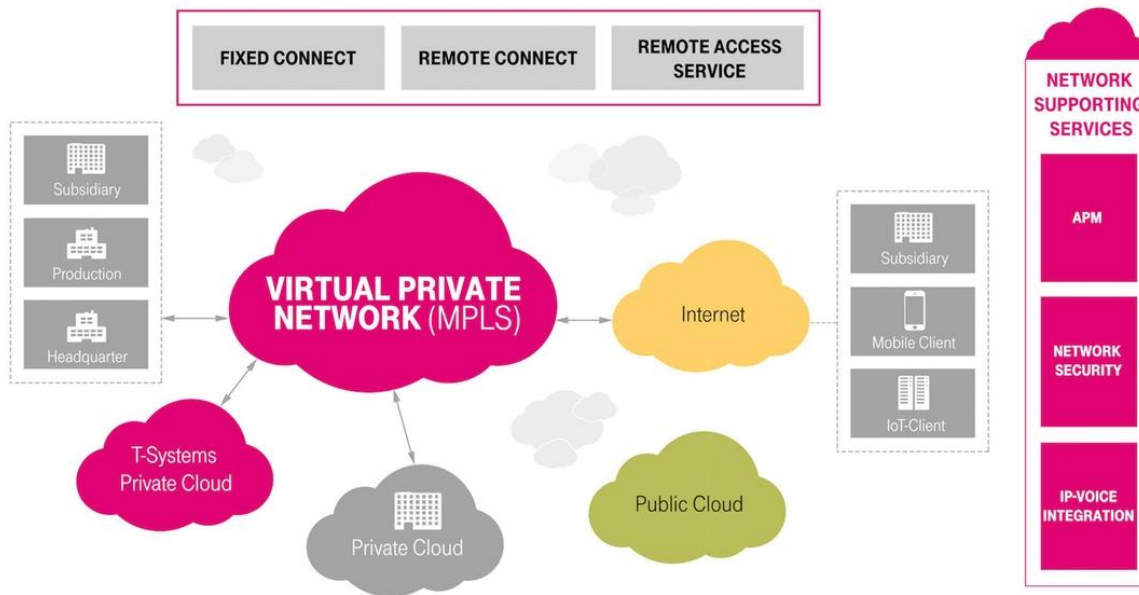 FIXED CONNECT
REMOTE CONNECT
REMOTE ACCESS
SERVICE
Subsidiary
Production
Headquarter
VIRTUAL PRIVATE
NETWORK (MPLS)
T-Systems
Private Cloud
Private Cloud
Internet
Public Cloud
Subsidiary
Mobile Client
IoT-Client
NETWORK
SUPPORTING
SERVICES
APM
NETWORK
SECURITY
IP-VOICE
INTEGRATION